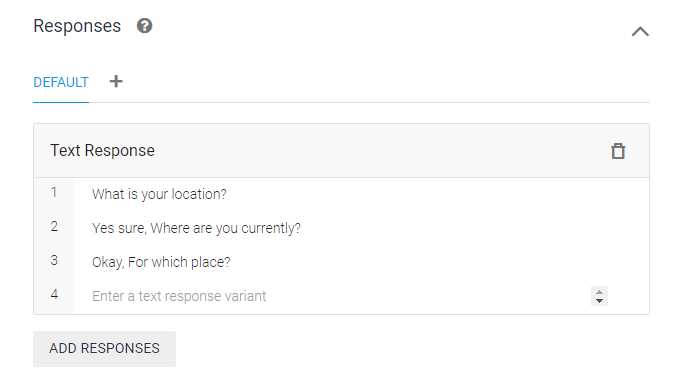 Responses ?
DEFAULT +
Text Response
1 What is your location?
2 Yes sure, Where are you currently?
3 Okay, For which place?
4 Enter a text response variant
ADD RESPONSES